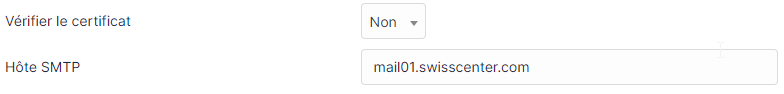 Vérifier le certificat Non
Hôte SMTP mail01.swisscenter.com